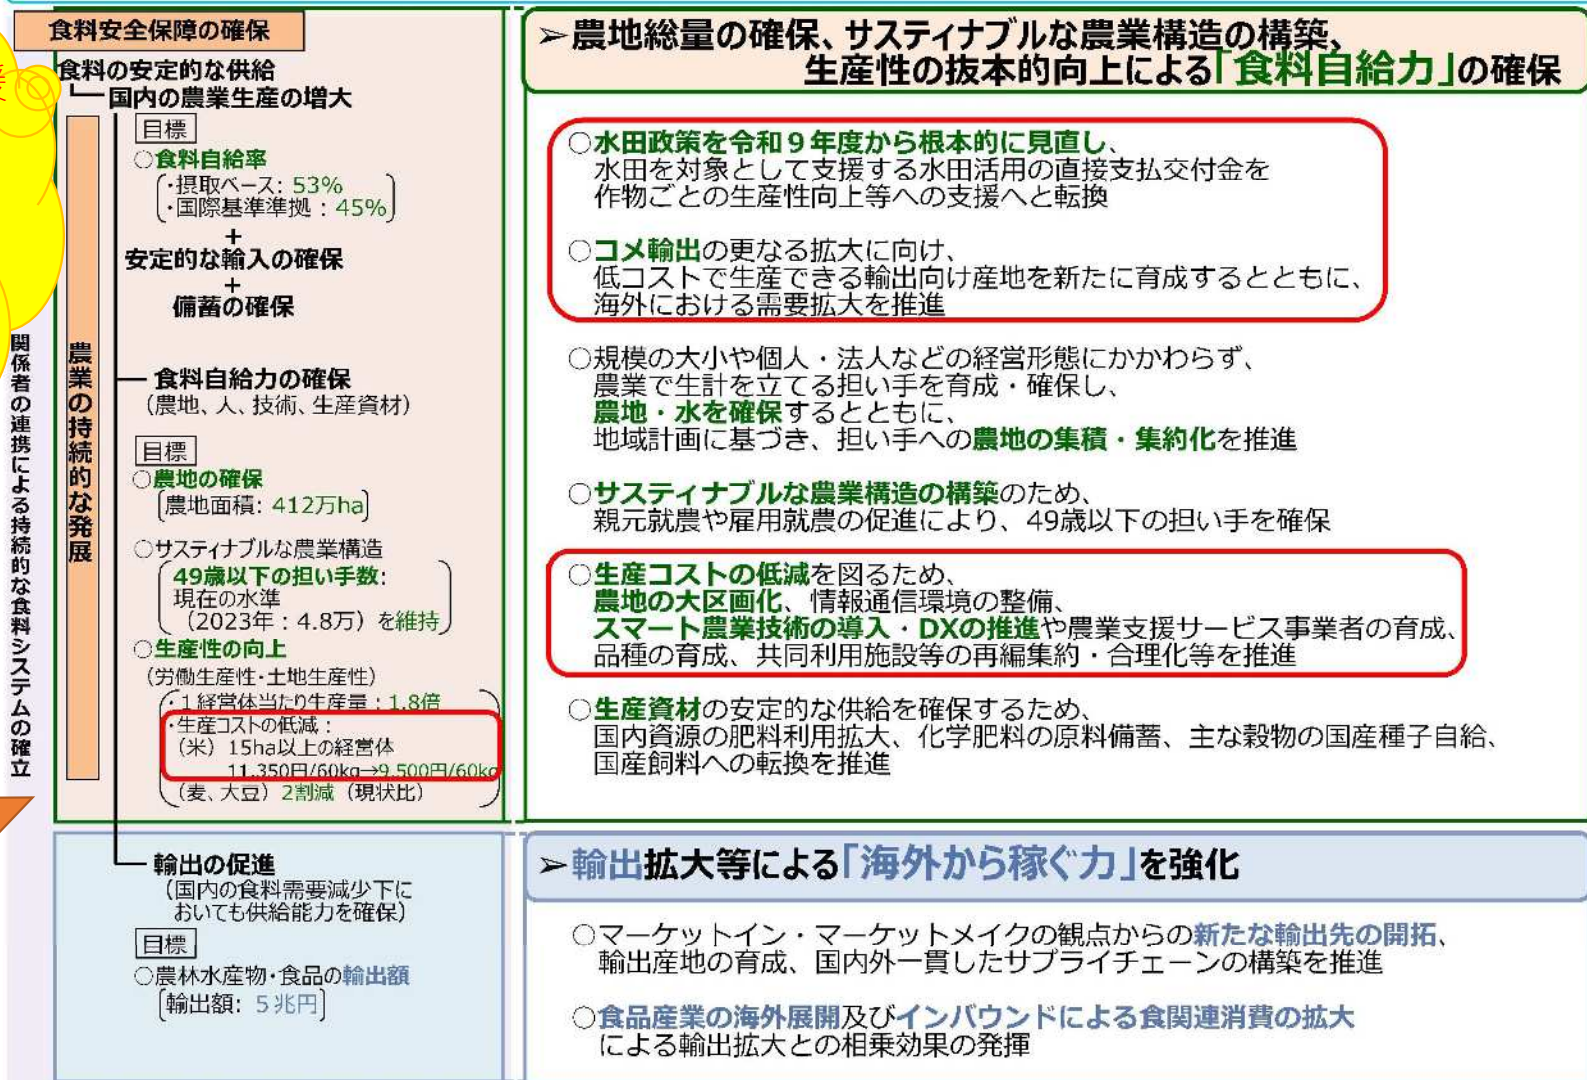 食料安全保障の確保
食料の安定的な供給
国内の農業生産の増大
目標
○食料自給率
・摂取ベース: 53%
・国際基準準拠：45%
+
安定的な輸入の確保
+
備蓄の確保
食料自給力の確保
(農地、人、技術、生産資材)
目標
○農地の確保
[農地面積: 412万ha]
○サスティナブルな農業構造
49歳以下の担い手数:
現在の水準
(2023年：4.8万) を維持
○生産性の向上
(労働生産性・土地生産性)
・1経営体当たり生産量：1.8倍
・生産コストの低減：
(米) 15ha以上の経営体
11,350円/60kg→9,500円/60kg
(麦、大豆) 2割減 (現状比)
農業の持続的な発展
関係者の連携による持続的な食料システムの確立
輸出の促進
(国内の食料需要減少下に
おいても供給能力を確保)
目標
○農林水産物・食品の輸出額
[輸出額: 5兆円]
➢農地総量の確保、サスティナブルな農業構造の構築、
生産性の抜本的向上による「食料自給力」の確保
○水田政策を令和9年度から根本的に見直し、
水田を対象として支援する水田活用の直接支払交付金を
作物ごとの生産性向上等への支援へと転換
○コメ輸出の更なる拡大に向け、
低コストで生産できる輸出向け産地を新たに育成するとともに、
海外における需要拡大を推進
○規模の大小や個人・法人などの経営形態にかかわらず、
農業で生計を立てる担い手を育成・確保し、
農地・水を確保するとともに、
地域計画に基づき、担い手への農地の集積・集約化を推進
○サスティナブルな農業構造の構築のため、
親元就農や雇用就農の促進により、49歳以下の担い手を確保
○生産コストの低減を図るため、
農地の大区画化、情報通信環境の整備、
スマート農業技術の導入・DXの推進や農業支援サービス事業者の育成、
品種の育成、共同利用施設等の再編集約・合理化等を推進
○生産資材の安定的な供給を確保するため、
国内資源の肥料利用拡大、化学肥料の原料備蓄、主な穀物の国産種子自給、
国産飼料への転換を推進
➢輸出拡大等による「海外から稼ぐ力」を強化
○マーケットイン・マーケットメイクの観点からの新たな輸出先の開拓、
輸出産地の育成、国内外一貫したサプライチェーンの構築を推進
○食品産業の海外展開及びインバウンドによる食関連消費の拡大
による輸出拡大との相乗効果の発揮